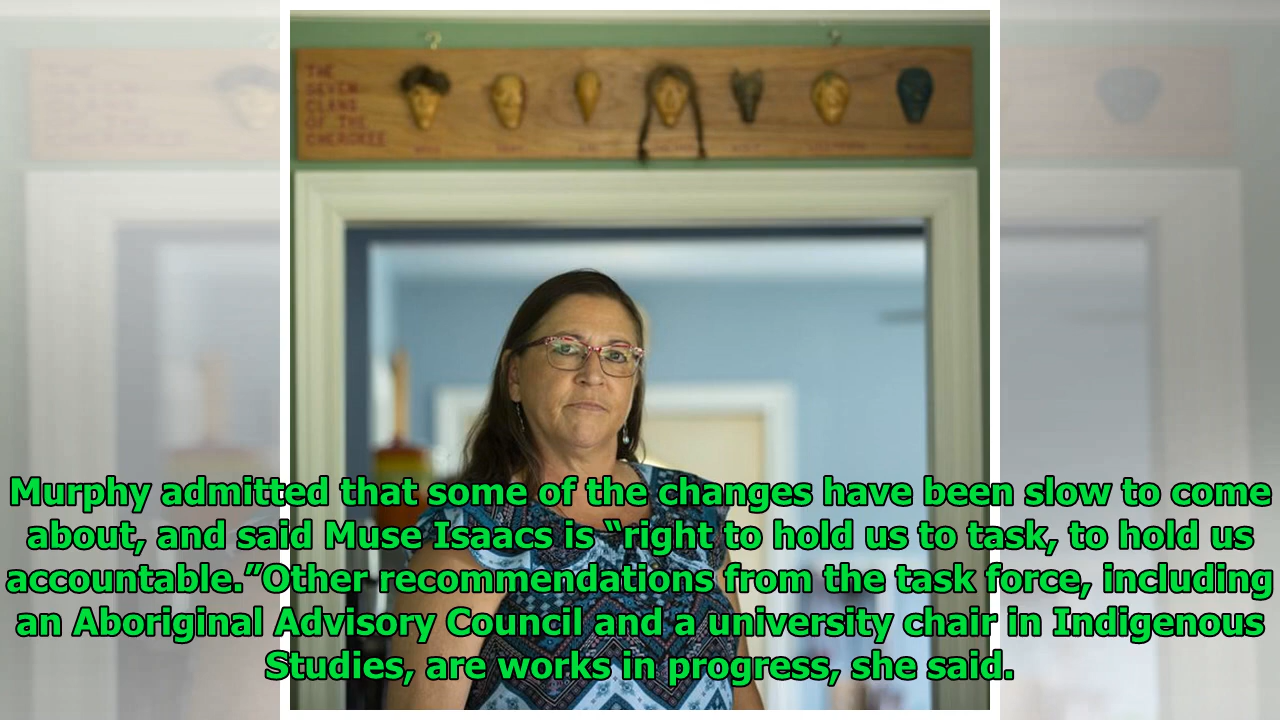 THE
SEVEN
CLANS
OF THE
CHEROKEE
Murphy admitted that some of the changes have been slow to come
about, and said Muse Isaacs is “right to hold us to task, to hold us
accountable.”Other recommendations from the task force, including
an Aboriginal Advisory Council and a university chair in Indigenous
Studies, are works in progress, she said.